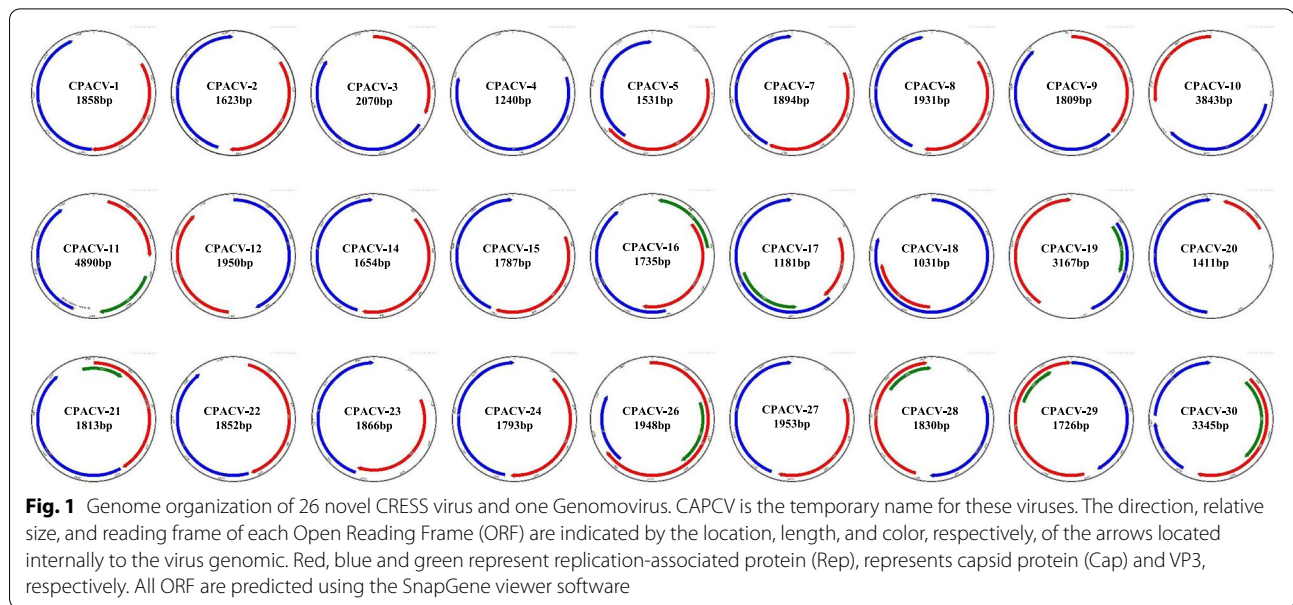 CPACV-1
1858bp
CPACV-2
1623bp
CPACV-3
2070bp
CPACV-4
1240bp
CPACV-5
1531bp
CPACV-7
1894bp
CPACV-8
1931bp
CPACV-9
1809bp
CPACV-10
3843bp
CPACV-11
4890bp
CPACV-12
1950bp
CPACV-14
1654bp
CPACV-15
1787bp
CPACV-16
1735bp
CPACV-17
1181bp
CPACV-18
1031bp
CPACV-19
3167bp
CPACV-20
1411bp
CPACV-21
1813bp
CPACV-22
1852bp
CPACV-23
1866bp
CPACV-24
1793bp
CPACV-26
1948bp
CPACV-27
1953bp
CPACV-28
1830bp
CPACV-29
1726bp
CPACV-30
3345bp
Fig. 1 Genome organization of 26 novel CRESS virus and one Genomovirus. CAPCV is the temporary name for these viruses. The direction, relative
size, and reading frame of each Open Reading Frame (ORF) are indicated by the location, length, and color, respectively, of the arrows located
internally to the virus genomic. Red, blue and green represent replication-associated protein (Rep), represents capsid protein (Cap) and VP3,
respectively. All ORF are predicted using the SnapGene viewer software